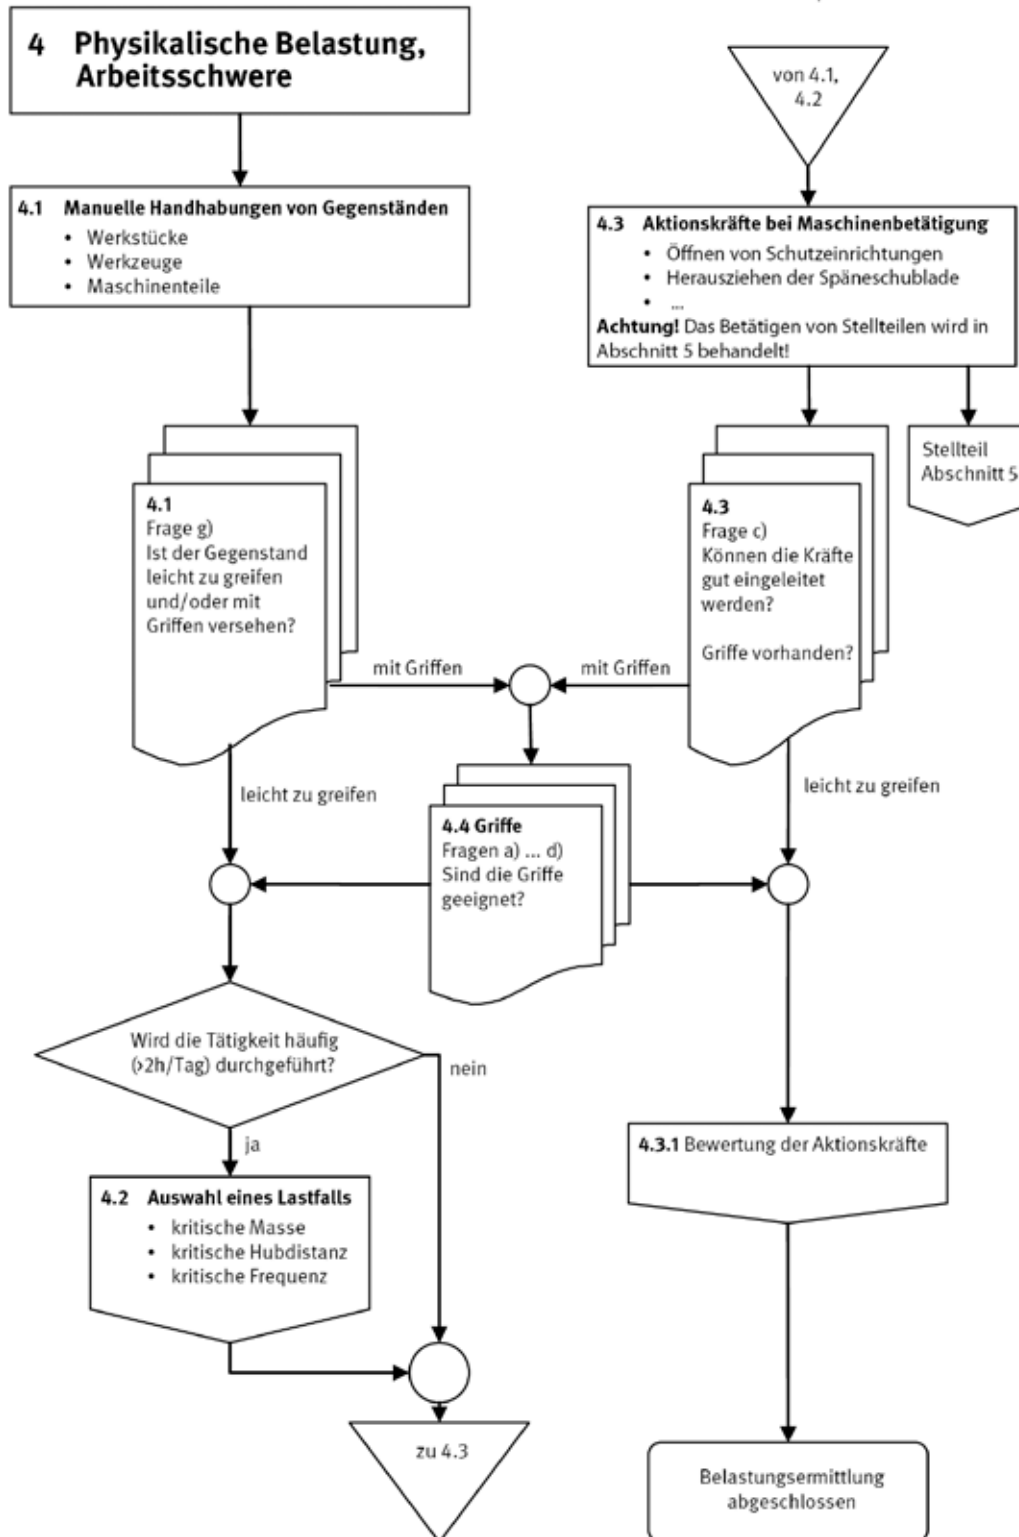 4 Physikalische Belastung,
Arbeitsschwere
4.1 Manuelle Handhabungen von Gegenständen
• Werkstücke
• Werkzeuge
• Maschinenteile
4.1
Frage g)
Ist der Gegenstand
leicht zu greifen
und/oder mit
Griffen versehen?
mit Griffen
leicht zu greifen
4.4 Griffe
Fragen a) ... d)
Sind die Griffe
geeignet?
Wird die Tätigkeit häufig
(>2h/Tag) durchgeführt?
nein
ja
4.2 Auswahl eines Lastfalls
• kritische Masse
• kritische Hubdistanz
• kritische Frequenz
zu 4.3
von 4.1,
4.2
4.3 Aktionskräfte bei Maschinenbetätigung
• Öffnen von Schutzeinrichtungen
• Herausziehen der Späneschublade
• ...
Achtung! Das Betätigen von Stellteilen wird in
Abschnitt 5 behandelt!
Stellteil
Abschnitt 5
4.3
Frage c)
Können die Kräfte
gut eingeleitet
werden?
Griffe vorhanden?
mit Griffen
leicht zu greifen
4.3.1 Bewertung der Aktionskräfte
Belastungsermittlung
abgeschlossen